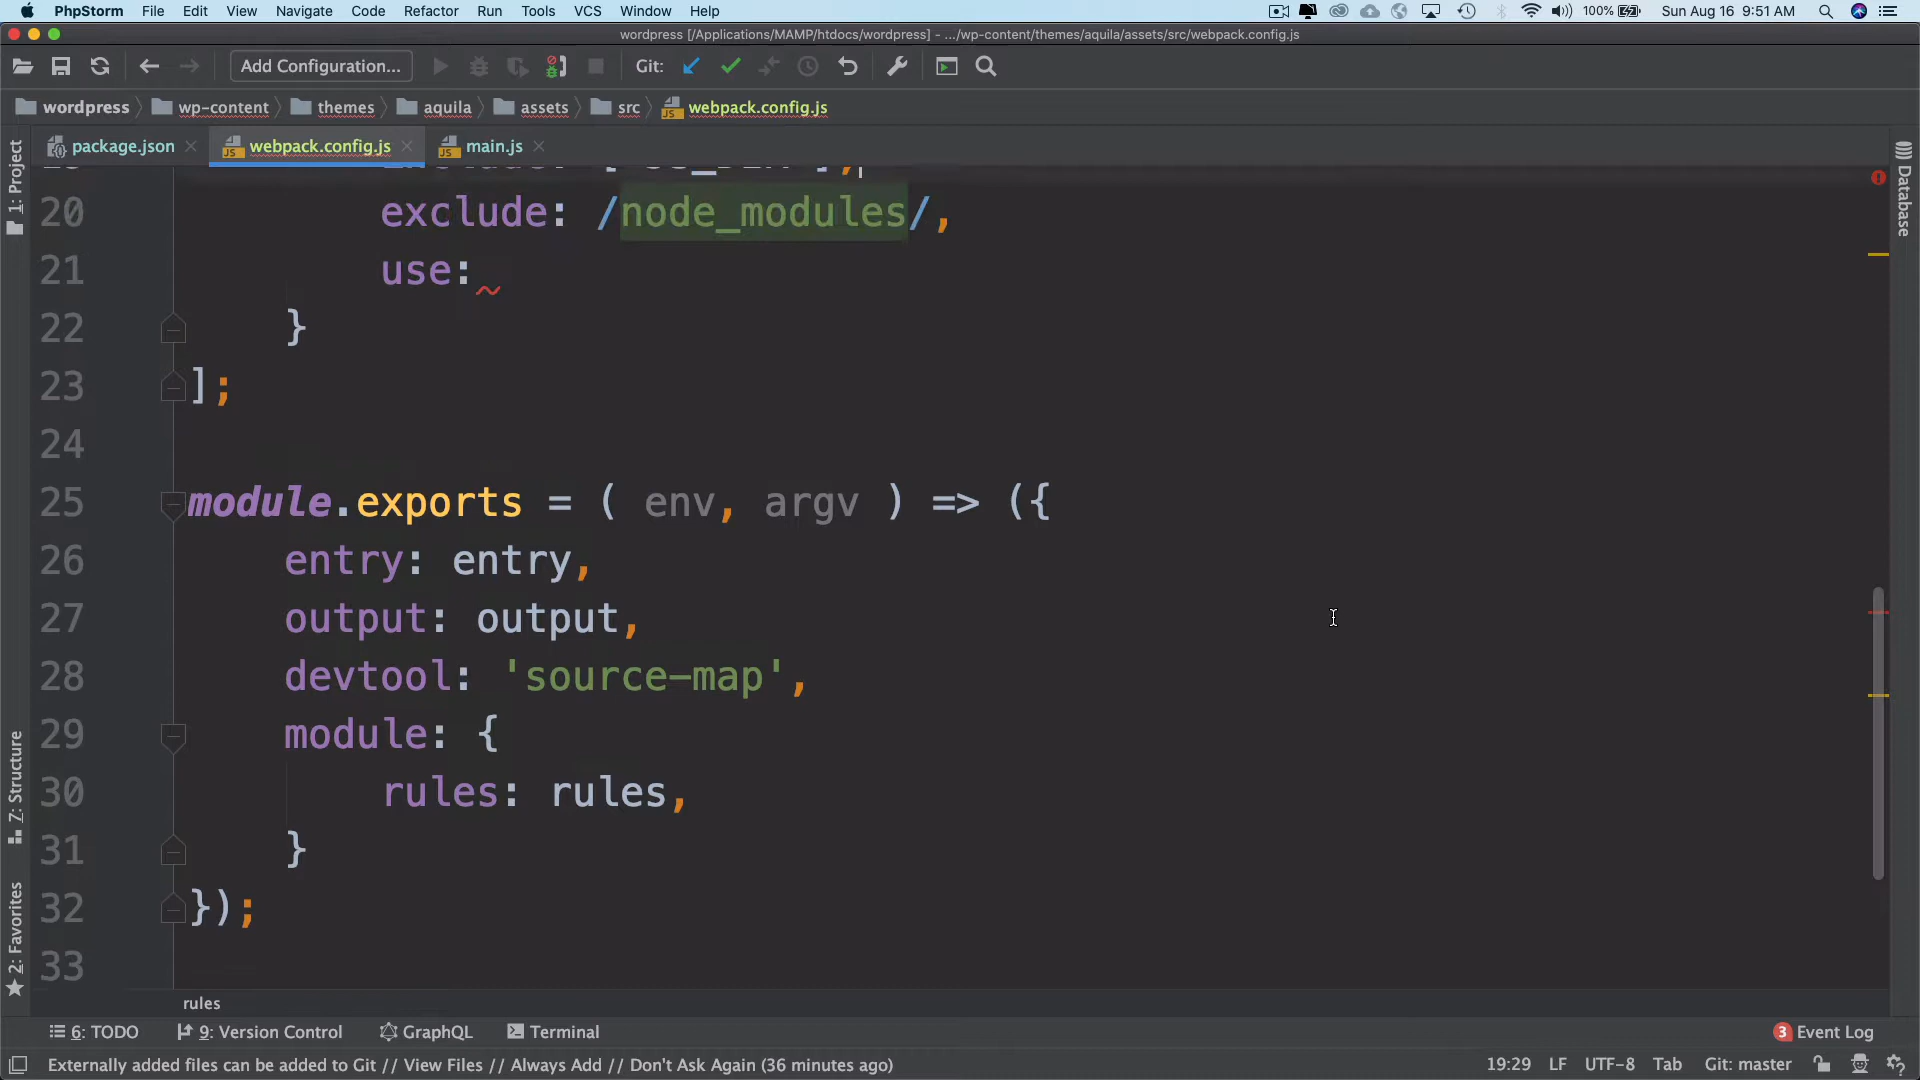 PhpStorm File Edit View Navigate Code Refactor Run Tools VCS Window Help 100% Sun Aug 16 9:51 AM
wordpress [/Applications/MAMP/htdocs/wordpress] - .../wp-content/themes/aquila/assets/src/webpack.config.js
Add Configuration... Git:
wordpress wp-content themes aquila assets src webpack.config.js
package.json webpack.config.js main.js
1: Project
Database
20 exclude: /node_modules/,
21 use:
22 }
23 ];
24
25 module.exports = ( env, argv ) => ({
26 entry: entry,
27 output: output,
28 devtool: 'source-map',
29 module: {
30 rules: rules,
31 }
32 });
33
Z: Structure
2: Favorites
rules
6: TODO 9: Version Control GraphQL Terminal 3 Event Log
Externally added files can be added to Git // View Files // Always Add // Don't Ask Again (36 minutes ago) 19:29 LF UTF-8 Tab Git: master